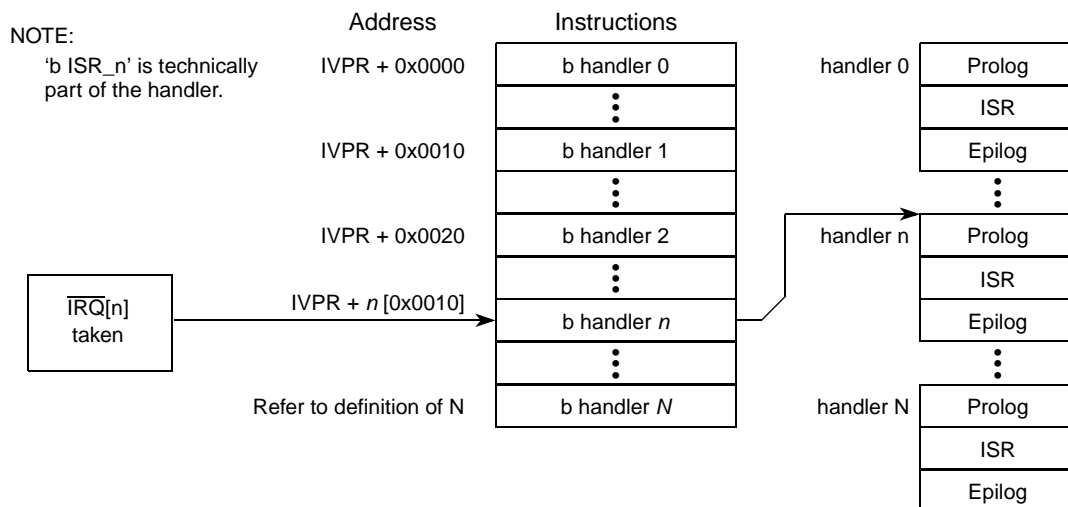 Address Instructions
NOTE:
‘b ISR_n’ is technically
part of the handler.
IVPR + 0x0000 b handler 0 handler 0 Prolog
ISR
IVPR + 0x0010 b handler 1 Epilog
IVPR + 0x0020 b handler 2 handler n Prolog
IRQ[n]
taken
ISR
IVPR + n [0x0010] b handler n Epilog
Refer to definition of N b handler N handler N Prolog
ISR
Epilog